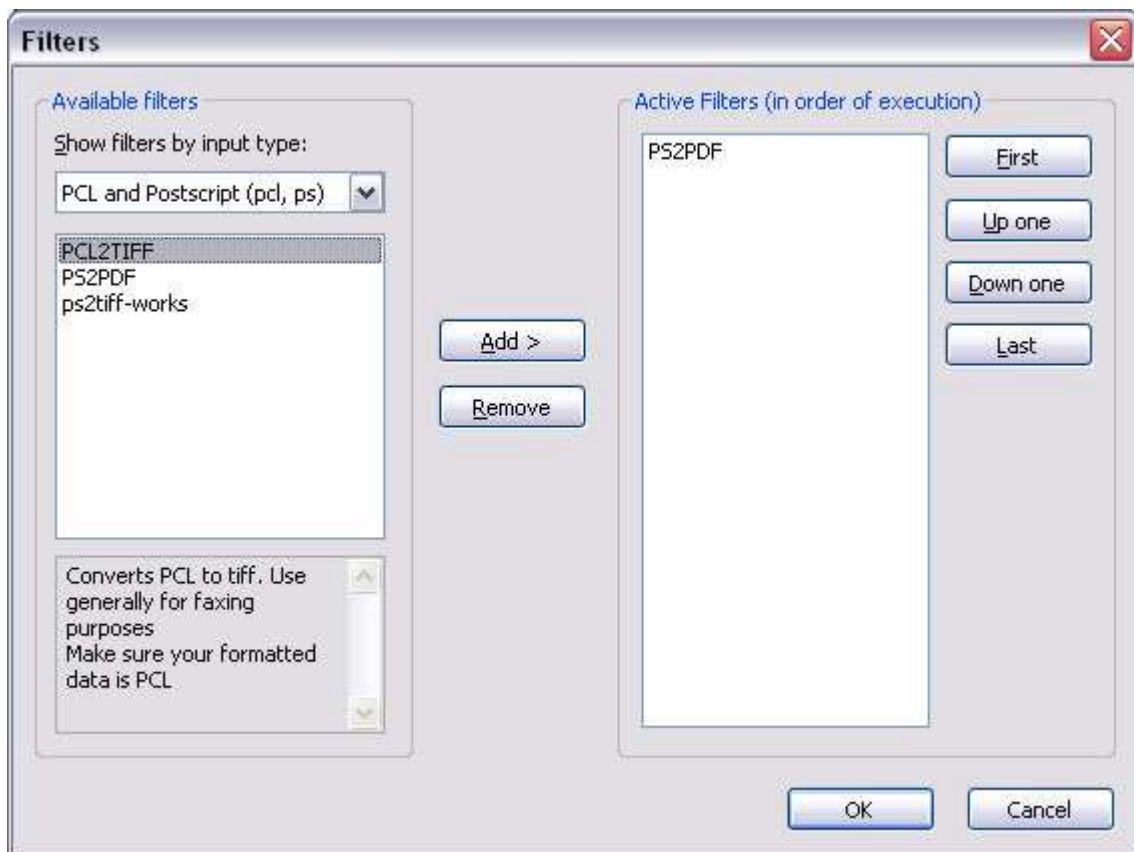 Filters
Available filters
Show filters by input type:
PCL and Postscript (pcl, ps)
PCL2TIFF
PS2PDF
ps2tiff-works
Converts PCL to tiff. Use
generally for faxing
purposes
Make sure your formatted
data is PCL
Add >
Remove
Active Filters (in order of execution)
PS2PDF
First
Up one
Down one
Last
OK
Cancel